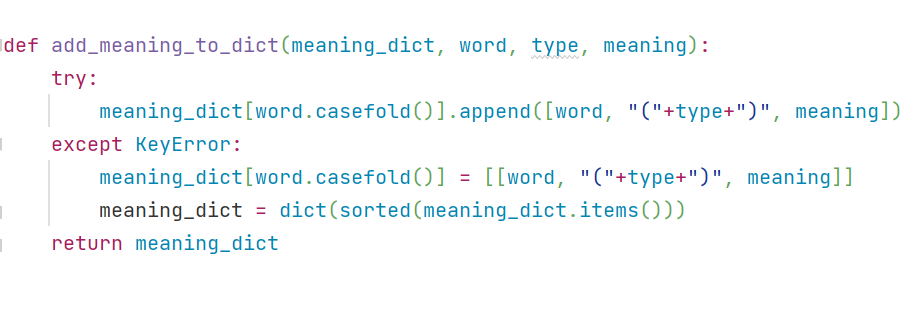 def add_meaning_to_dict(meaning_dict, word, type, meaning):
    try:
        meaning_dict[word.casefold()].append([word, "("+type+")", meaning])
    except KeyError:
        meaning_dict[word.casefold()] = [[word, "("+type+")", meaning]]
        meaning_dict = dict(sorted(meaning_dict.items()))
    return meaning_dict